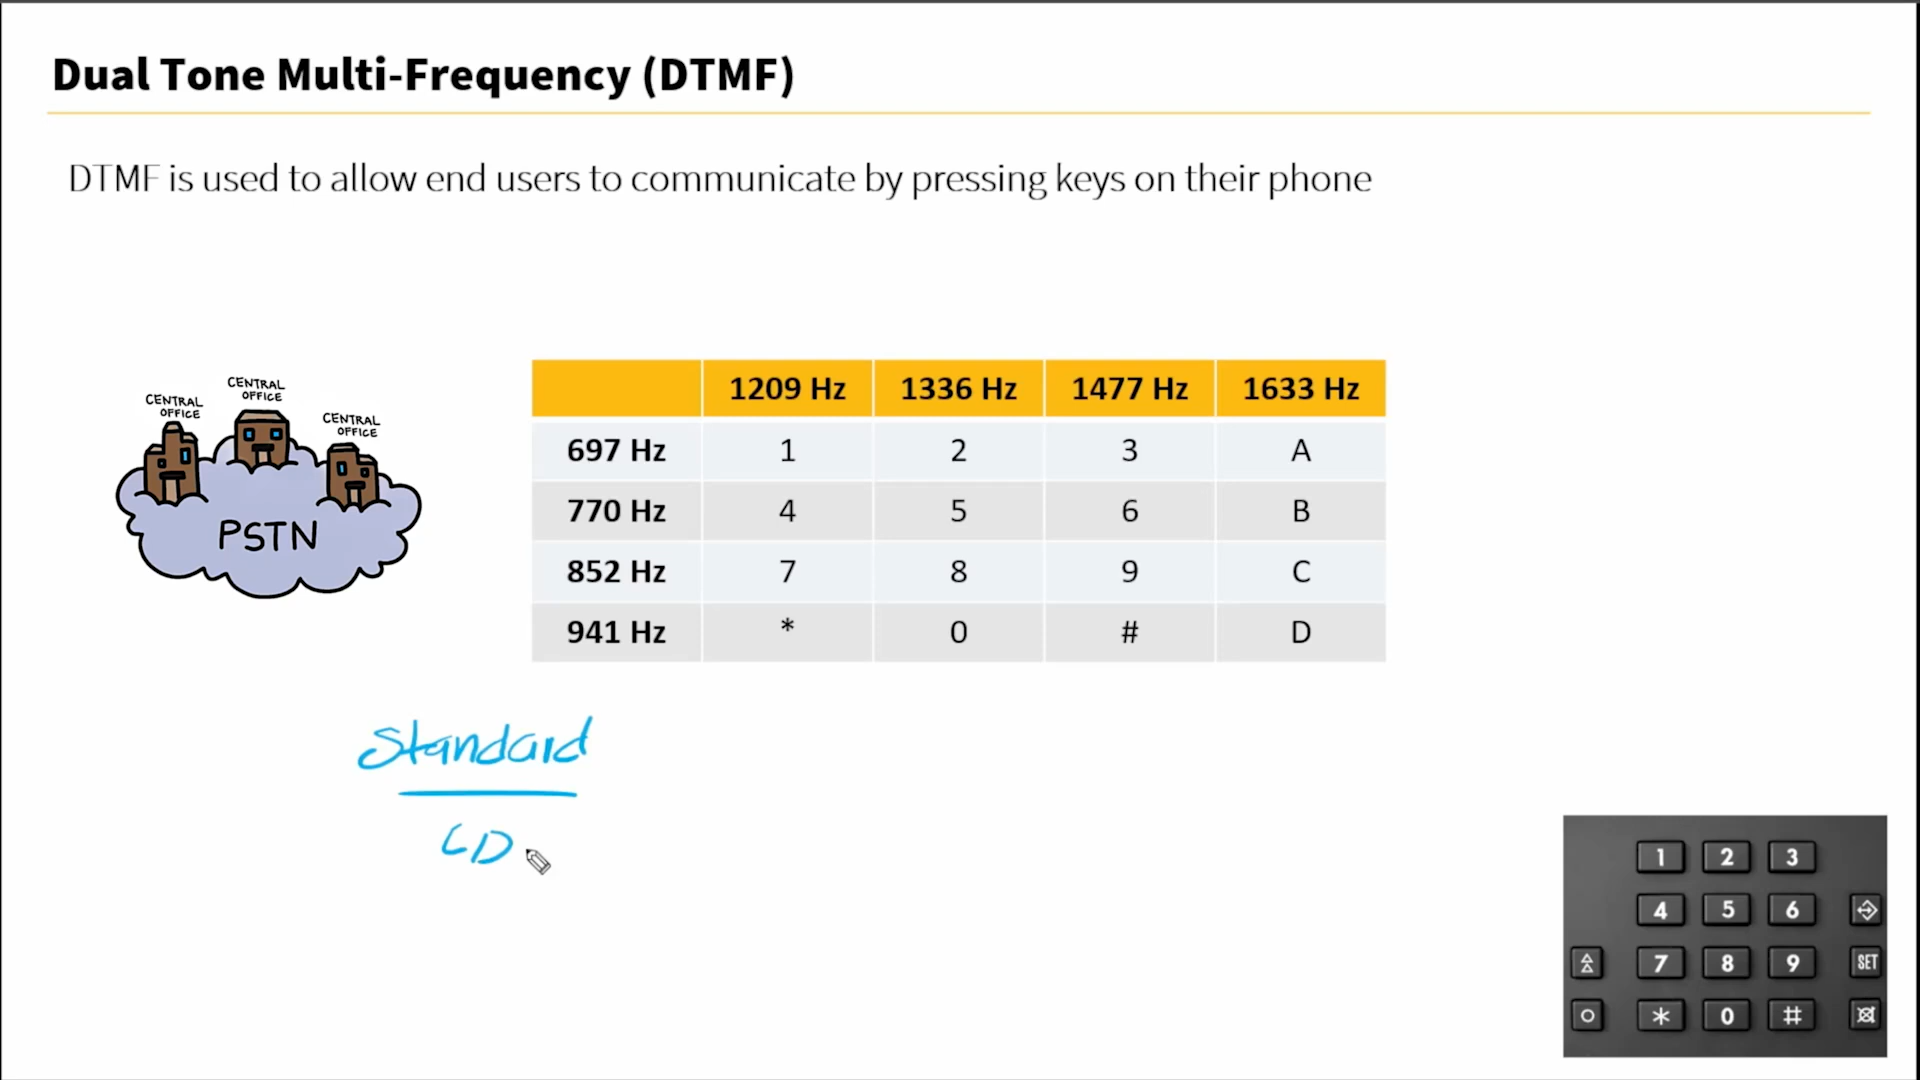 Dual Tone Multi-Frequency (DTMF)
DTMF is used to allow end users to communicate by pressing keys on their phone
CENTRAL OFFICE
CENTRAL OFFICE
CENTRAL OFFICE
PSTN
1209 Hz 1336 Hz 1477 Hz 1633 Hz
697 Hz 1 2 3 A
770 Hz 4 5 6 B
852 Hz 7 8 9 C
941 Hz * 0 # D
Standard
LD
1 2 3
4 5 6
7 8 9 SET
* 0 #